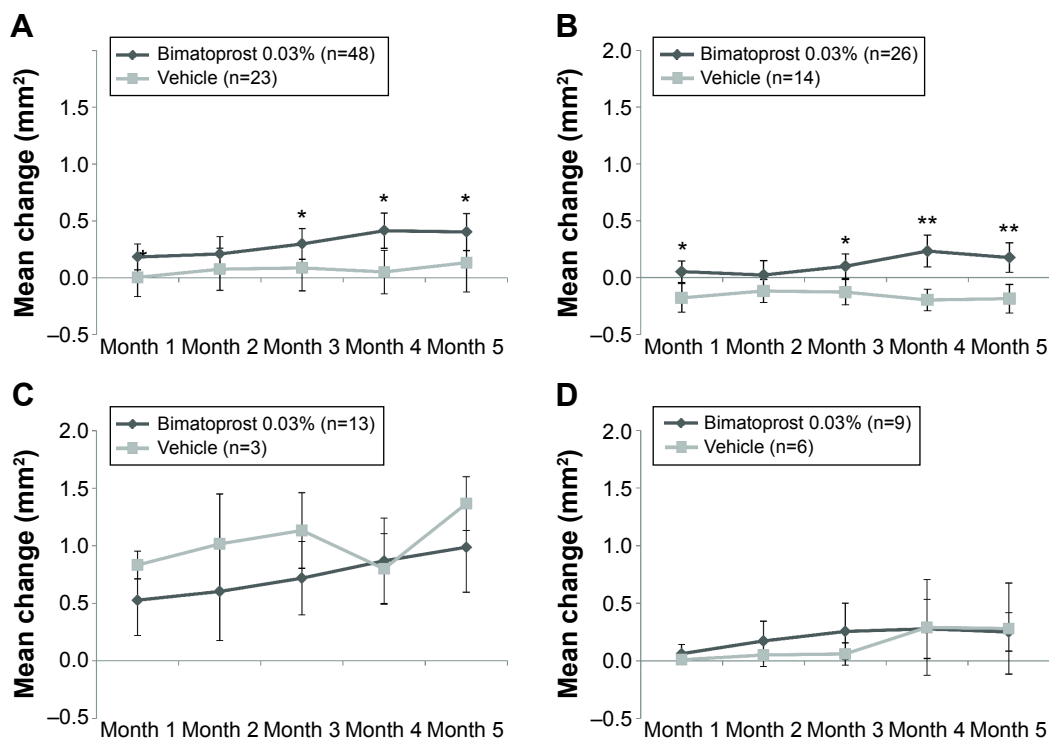 A
Bimatoprost 0.03% (n=48)
Vehicle (n=23)
Mean change (mm²)
1.5
1.0
0.5
0.0
–0.5
* * *
Month 1 Month 2 Month 3 Month 4 Month 5
B
Bimatoprost 0.03% (n=26)
Vehicle (n=14)
Mean change (mm²)
2.0
1.5
1.0
0.5
0.0
–0.5
* * ** **
Month 1 Month 2 Month 3 Month 4 Month 5
C
Bimatoprost 0.03% (n=13)
Vehicle (n=3)
Mean change (mm²)
2.0
1.5
1.0
0.5
0.0
–0.5
Month 1 Month 2 Month 3 Month 4 Month 5
D
Bimatoprost 0.03% (n=9)
Vehicle (n=6)
Mean change (mm²)
2.0
1.5
1.0
0.5
0.0
–0.5
Month 1 Month 2 Month 3 Month 4 Month 5